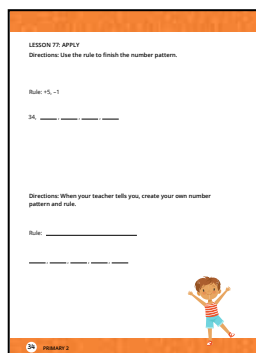 LESSON 77: APPLY
Directions: Use the rule to finish the number pattern.
Rule: +5, –1
34, ____, ____, ____, ____
Directions: When your teacher tells you, create your own number
pattern and rule.
Rule: ____________________
____, ____, ____, ____, ____
34 PRIMARY 2